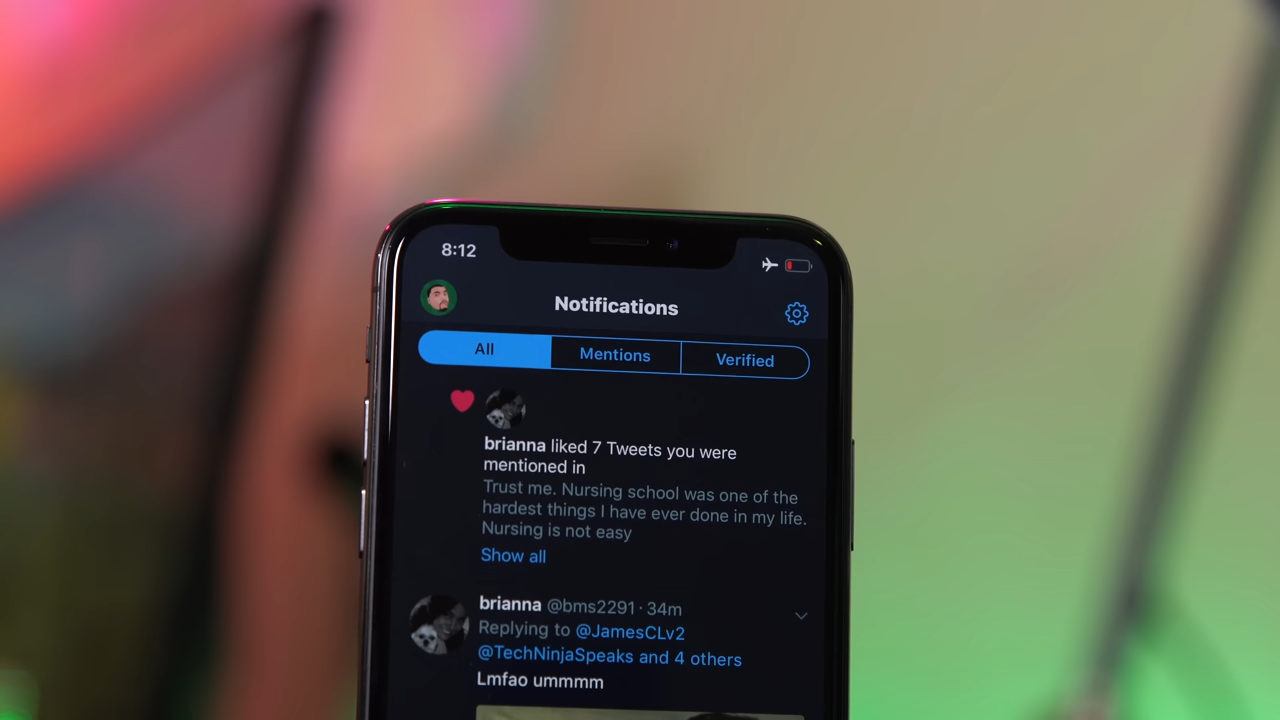 8:12
Notifications
All
Mentions
Verified
brianna liked 7 Tweets you were
mentioned in
Trust me. Nursing school was one of the
hardest things I have ever done in my life.
Nursing is not easy
Show all
brianna @bms2291 · 34m
Replying to @JamesCLv2
@TechNinjaSpeaks and 4 others
Lmfao ummmm